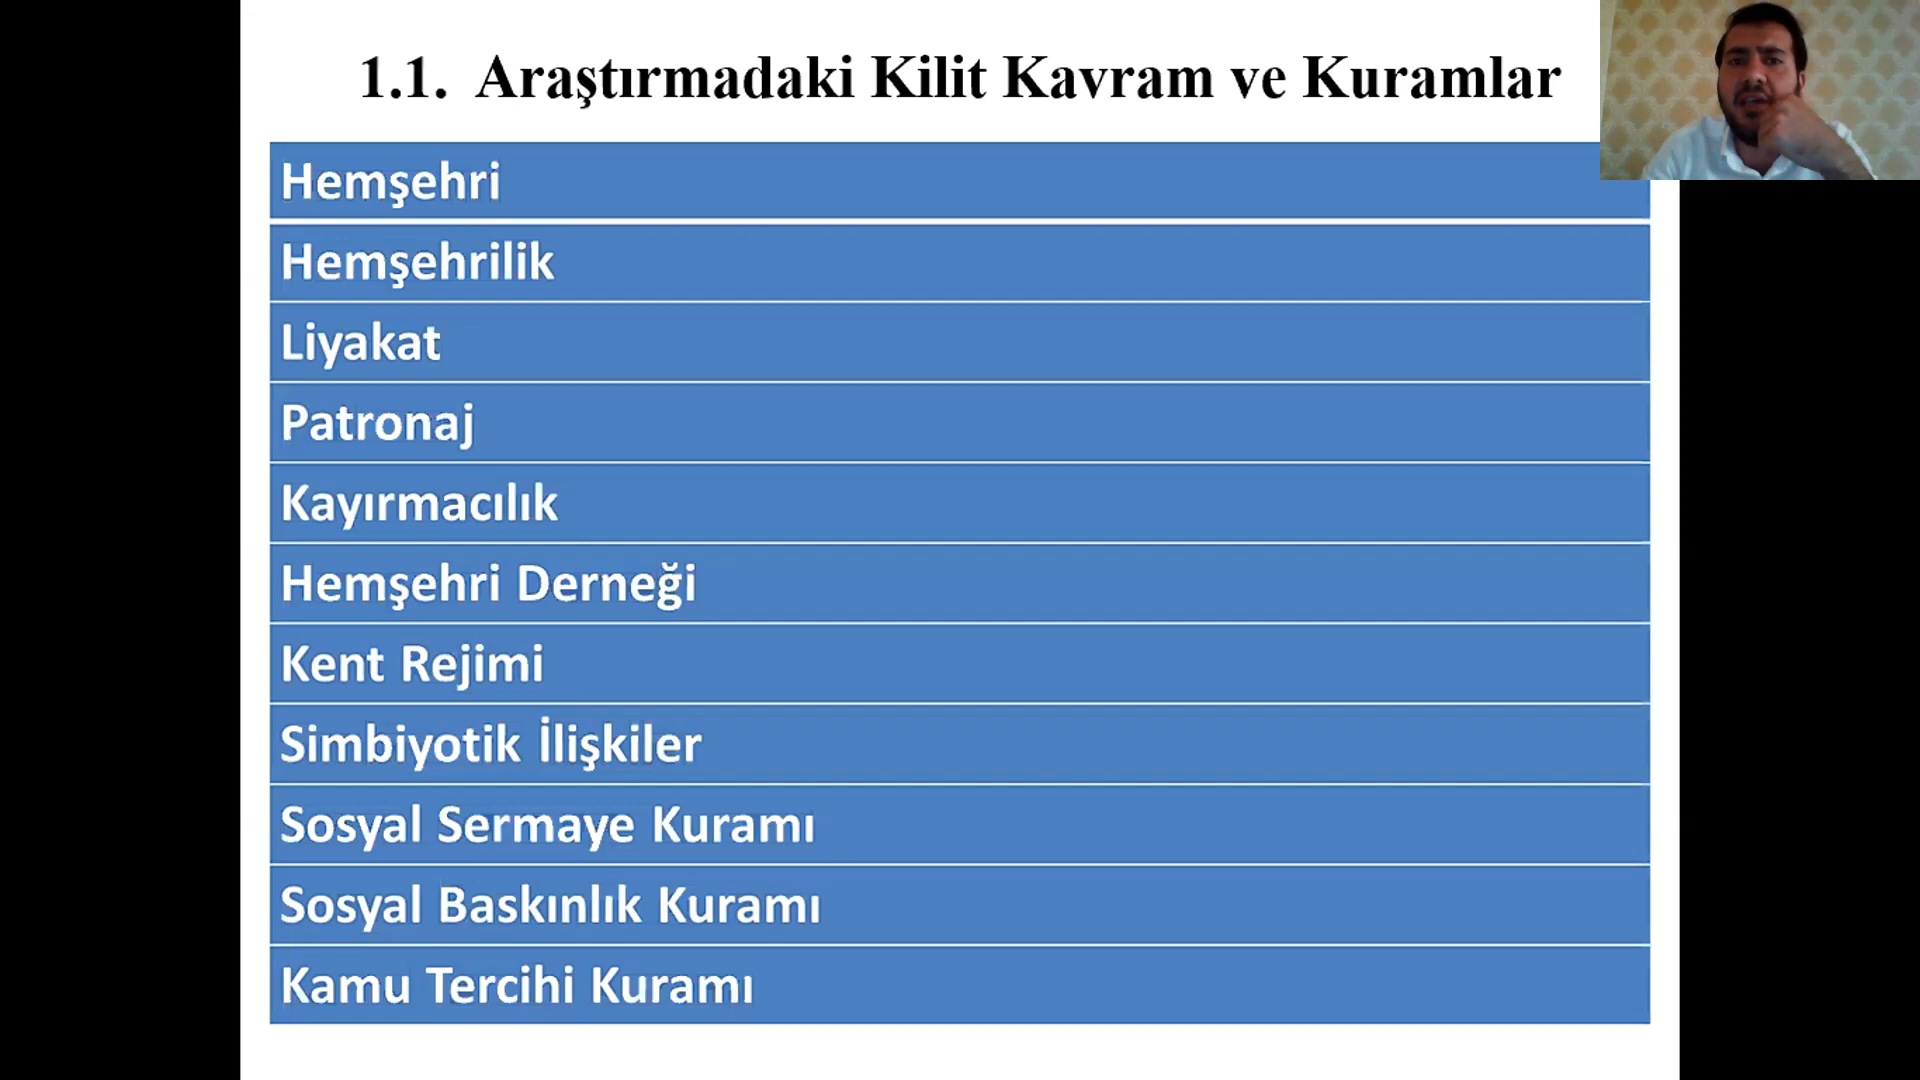 1.1. Araştırmadaki Kilit Kavram ve Kuramlar
Hemşehri
Hemşehrilik
Liyakat
Patronaj
Kayırmacılık
Hemşehri Derneği
Kent Rejimi
Simbiyotik İlişkiler
Sosyal Sermaye Kuramı
Sosyal Baskınlık Kuramı
Kamu Tercihi Kuramı